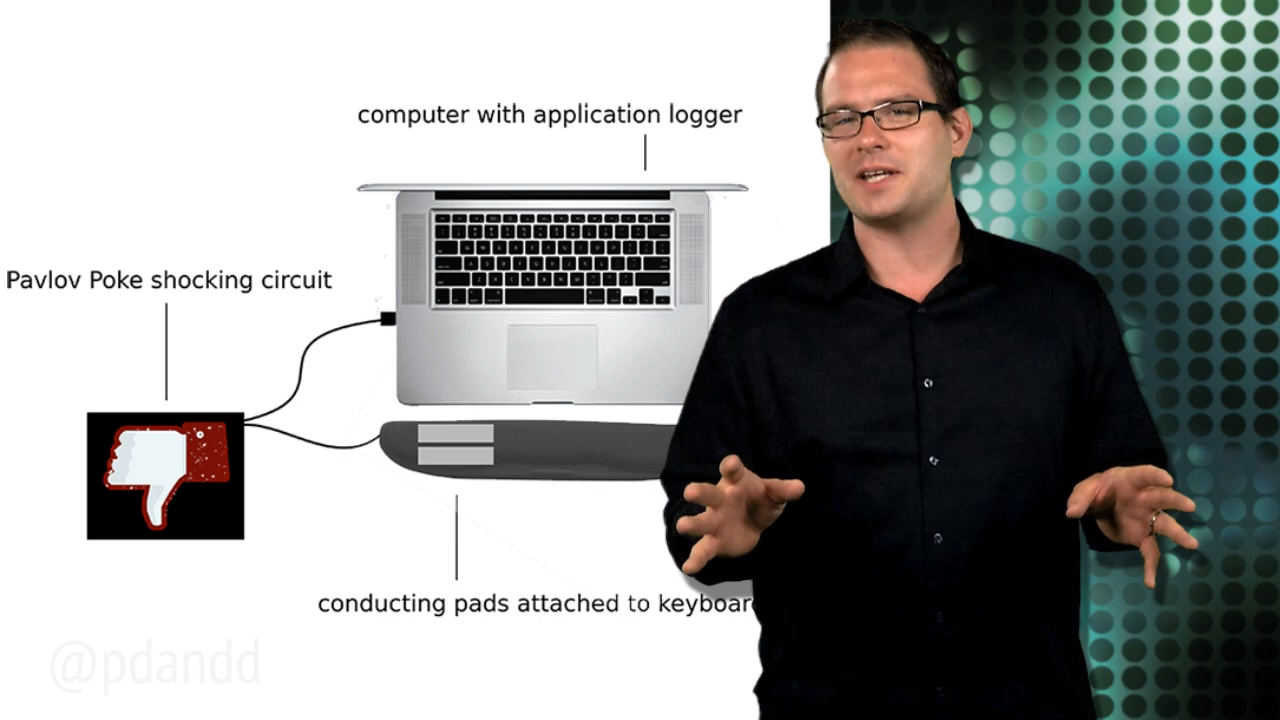 computer with application logger
Pavlov Poke shocking circuit
conducting pads attached to keyboar
@pdandd